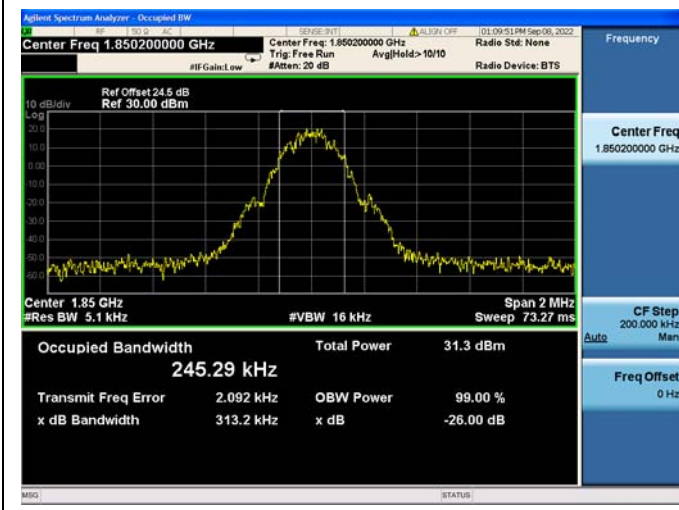 Agilent Spectrum Analyzer - Occupied BW
RF 50 Ω AC SENSE:INT ALIGN OFF 01:09:51 PM Sep 08, 2022
Center Freq 1.850200000 GHz
Center Freq: 1.850200000 GHz Radio Std: None
Trig: Free Run Avg|Hold:> 10/10
#IFGain:Low #Atten: 20 dB Radio Device: BTS
Frequency
Ref Offset 24.5 dB
10 dB/div Ref 30.00 dBm
Log
20.0
10.0
0.00
-10.0
-20.0
-30.0
-40.0
-50.0
-60.0
Center 1.85 GHz Span 2 MHz
#Res BW 5.1 kHz #VBW 16 kHz Sweep 73.27 ms
Occupied Bandwidth Total Power 31.3 dBm
245.29 kHz
Transmit Freq Error 2.092 kHz OBW Power 99.00 %
x dB Bandwidth 313.2 kHz x dB -26.00 dB
Center Freq
1.850200000 GHz
CF Step
200.000 kHz
Auto Man
Freq Offset
0 Hz
MSG STATUS